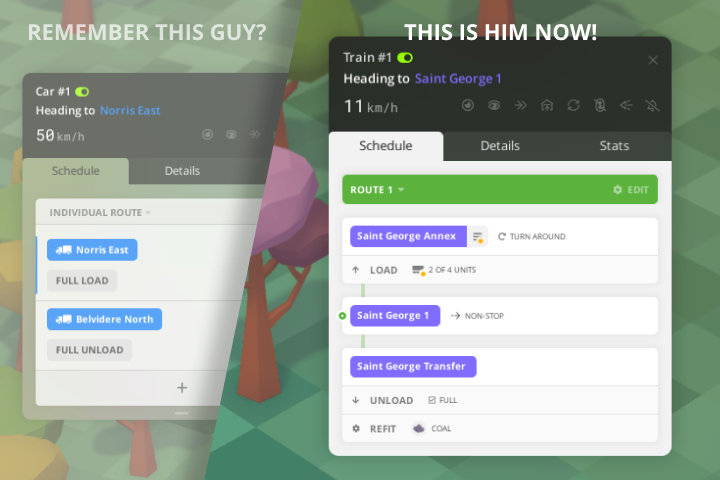 REMEMBER THIS GUY?
Car #1
Heading to Norris East
50 km/h
Schedule
Details
INDIVIDUAL ROUTE
Norris East
FULL LOAD
Belvidere North
FULL UNLOAD
+
THIS IS HIM NOW!
Train #1
Heading to Saint George 1
11 km/h
Schedule
Details
Stats
ROUTE 1
EDIT
Saint George Annex
TURN AROUND
LOAD
2 OF 4 UNITS
Saint George 1
NON-STOP
Saint George Transfer
UNLOAD
FULL
REFIT
COAL